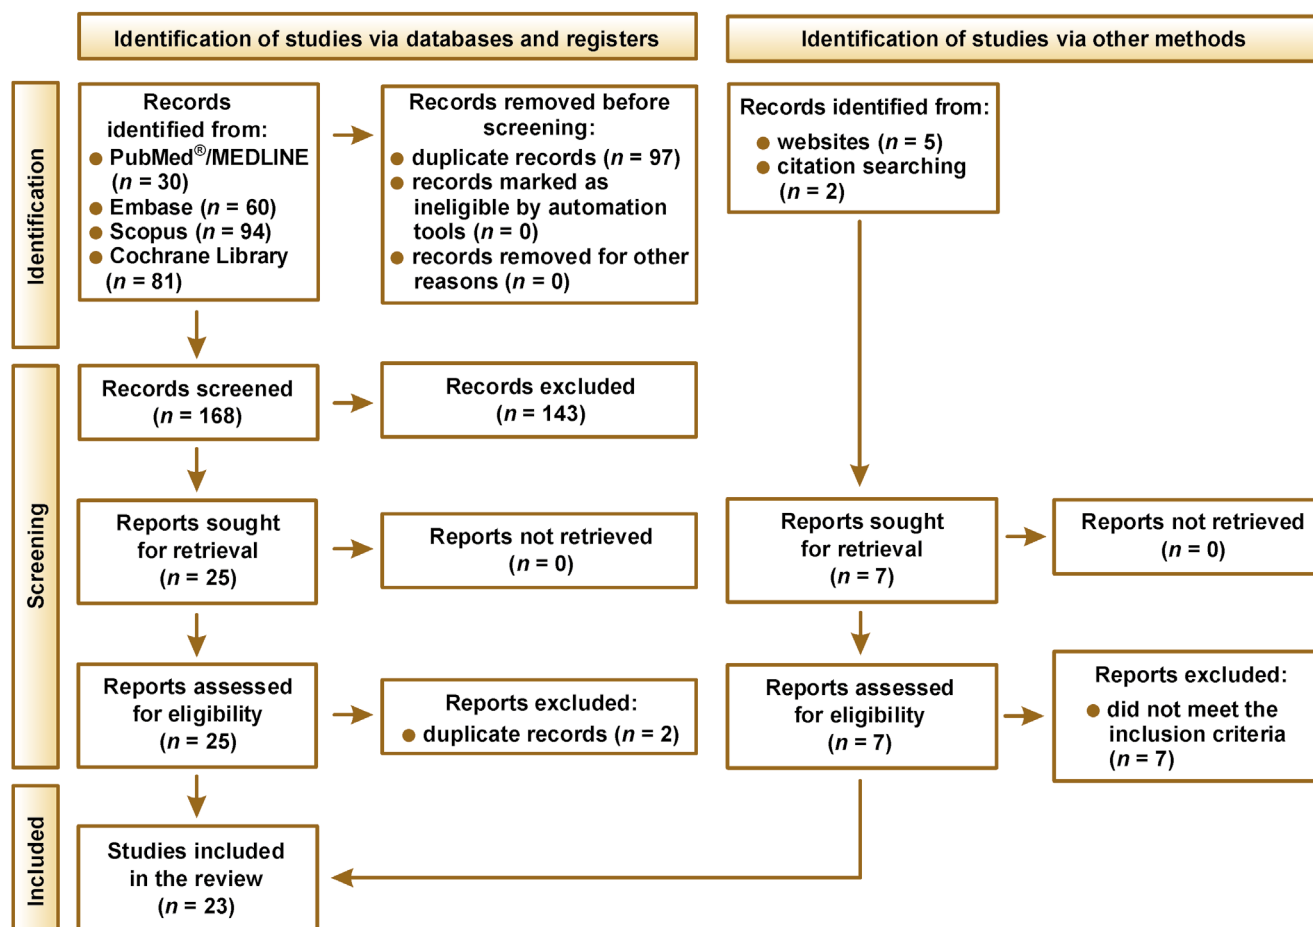 Identification of studies via databases and registers
Identification of studies via other methods
Identification
Records
identified from:
PubMed®/MEDLINE
(n = 30)
Embase (n = 60)
Scopus (n = 94)
Cochrane Library
(n = 81)
Records removed before
screening:
duplicate records (n = 97)
records marked as
ineligible by automation
tools (n = 0)
records removed for other
reasons (n = 0)
Records identified from:
websites (n = 5)
citation searching
(n = 2)
Screening
Records screened
(n = 168)
Records excluded
(n = 143)
Reports sought
for retrieval
(n = 25)
Reports not retrieved
(n = 0)
Reports sought
for retrieval
(n = 7)
Reports not retrieved
(n = 0)
Reports assessed
for eligibility
(n = 25)
Reports excluded:
duplicate records (n = 2)
Reports assessed
for eligibility
(n = 7)
Reports excluded:
did not meet the
inclusion criteria
(n = 7)
Included
Studies included
in the review
(n = 23)